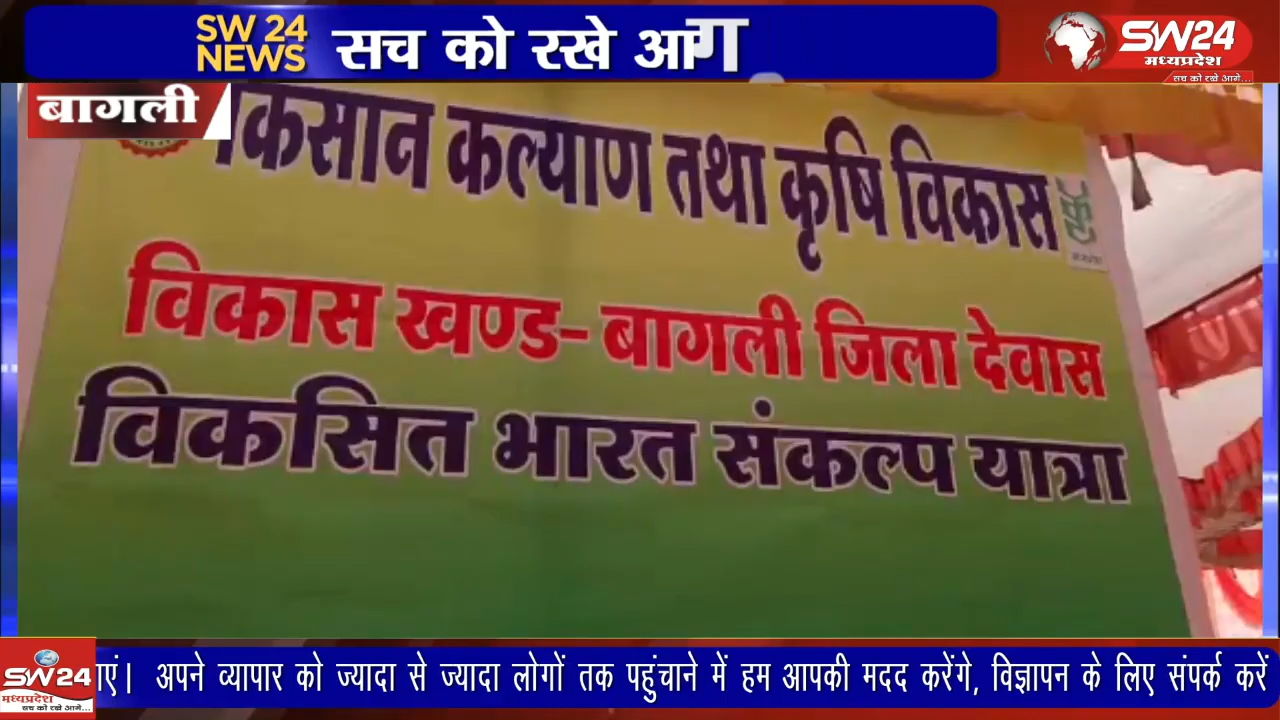 SW 24
NEWS
सच को रखे आग
SW24
मध्यप्रदेश
सच को रखे आगे...
बागली
किसान कल्याण तथा कृषि विकास
विकास खण्ड- बागली जिला देवास
विकसित भारत संकल्प यात्रा
SW24
मध्यप्रदेश
सच को रखे आगे...
एं। अपने व्यापार को ज्यादा से ज्यादा लोगों तक पहुंचाने में हम आपकी मदद करेंगे, विज्ञापन के लिए संपर्क करें